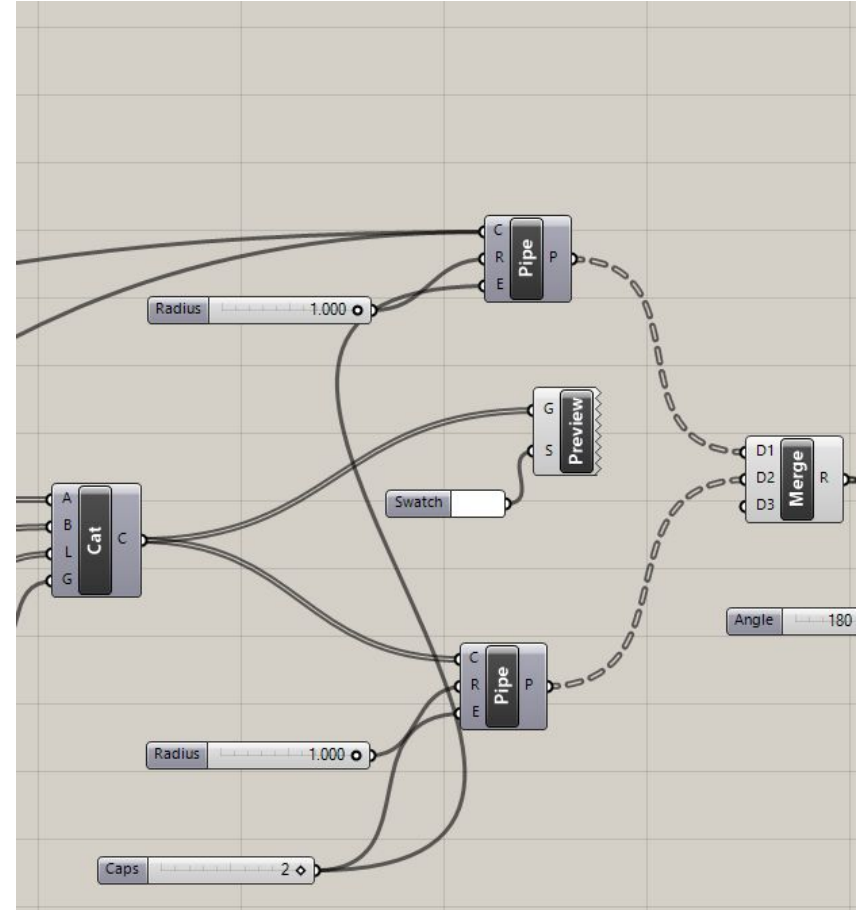 C
R
E
Pipe
P
Radius 1.000
G
S
Preview
Swatch
D1
D2
D3
Merge
R
A
B
L
G
Cat
C
Angle 180
C
R
E
Pipe
P
Radius 1.000
Caps 2